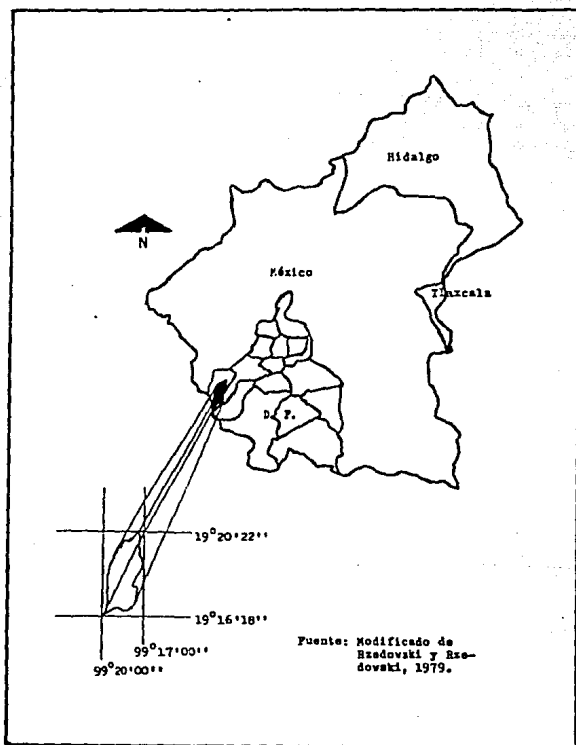 Hidalgo
N
México
Tlaxcala
D. F.
19°20'22''
19°16'18''
99°17'00''
99°20'00''
Fuente: Modificado de
Rzedowski y Rze-
dowski, 1979.